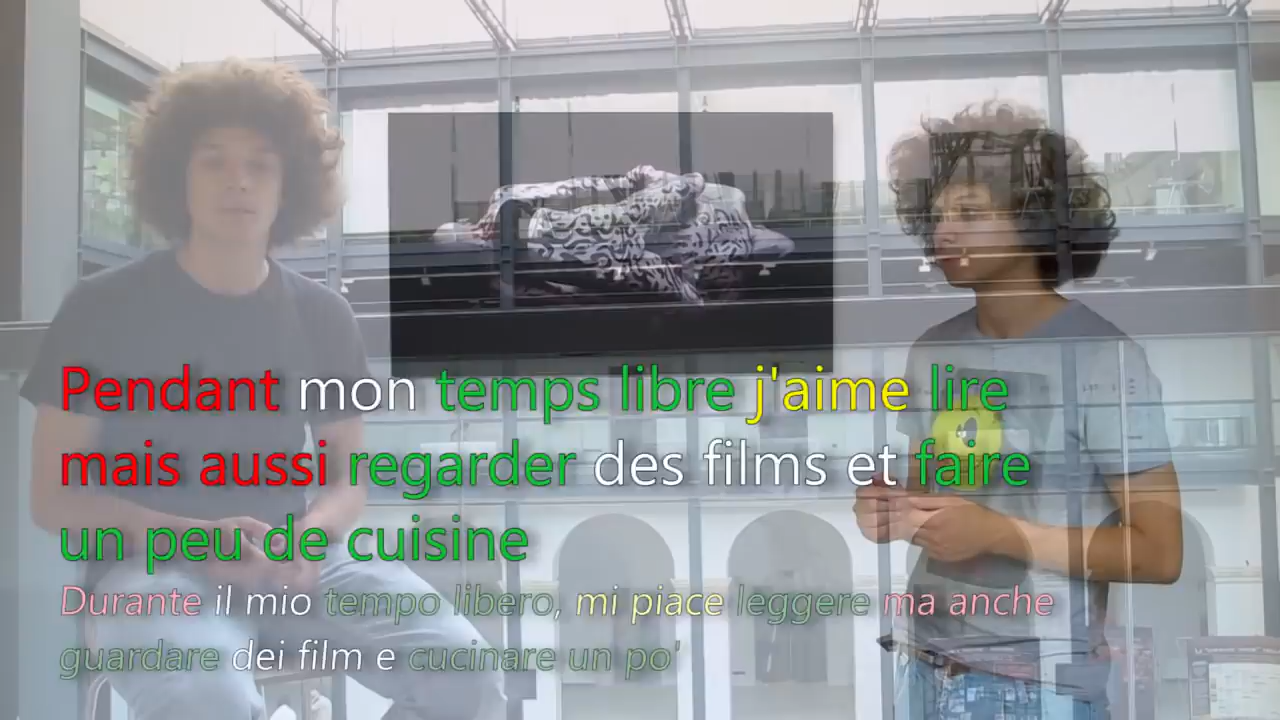 Pendant mon temps libre j'aime lire
mais aussi regarder des films et faire
un peu de cuisine
Durante il mio tempo libero, mi piace leggere ma anche
guardare dei film e cucinare un po'